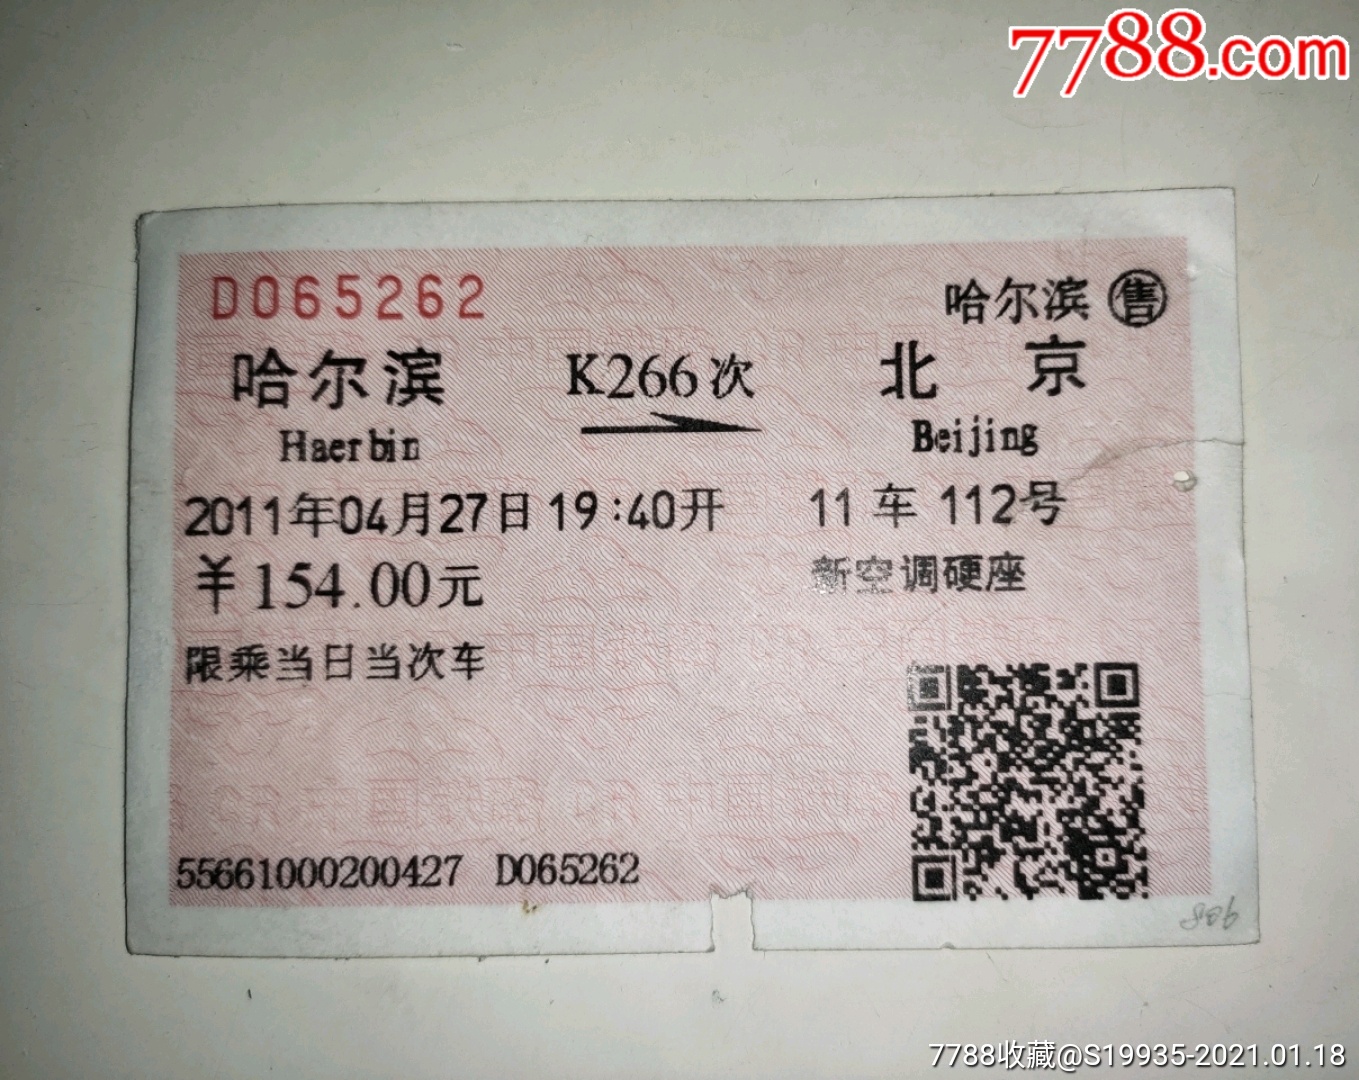 7788.com
D065262
哈尔滨 售
哈尔滨 K266次 北京
Haerbin Beijing
2011年04月27日19:40开 11车112号
¥154.00元 新空调硬座
限乘当日当次车
55661000200427 D065262
7788收藏@S19935-2021.01.18